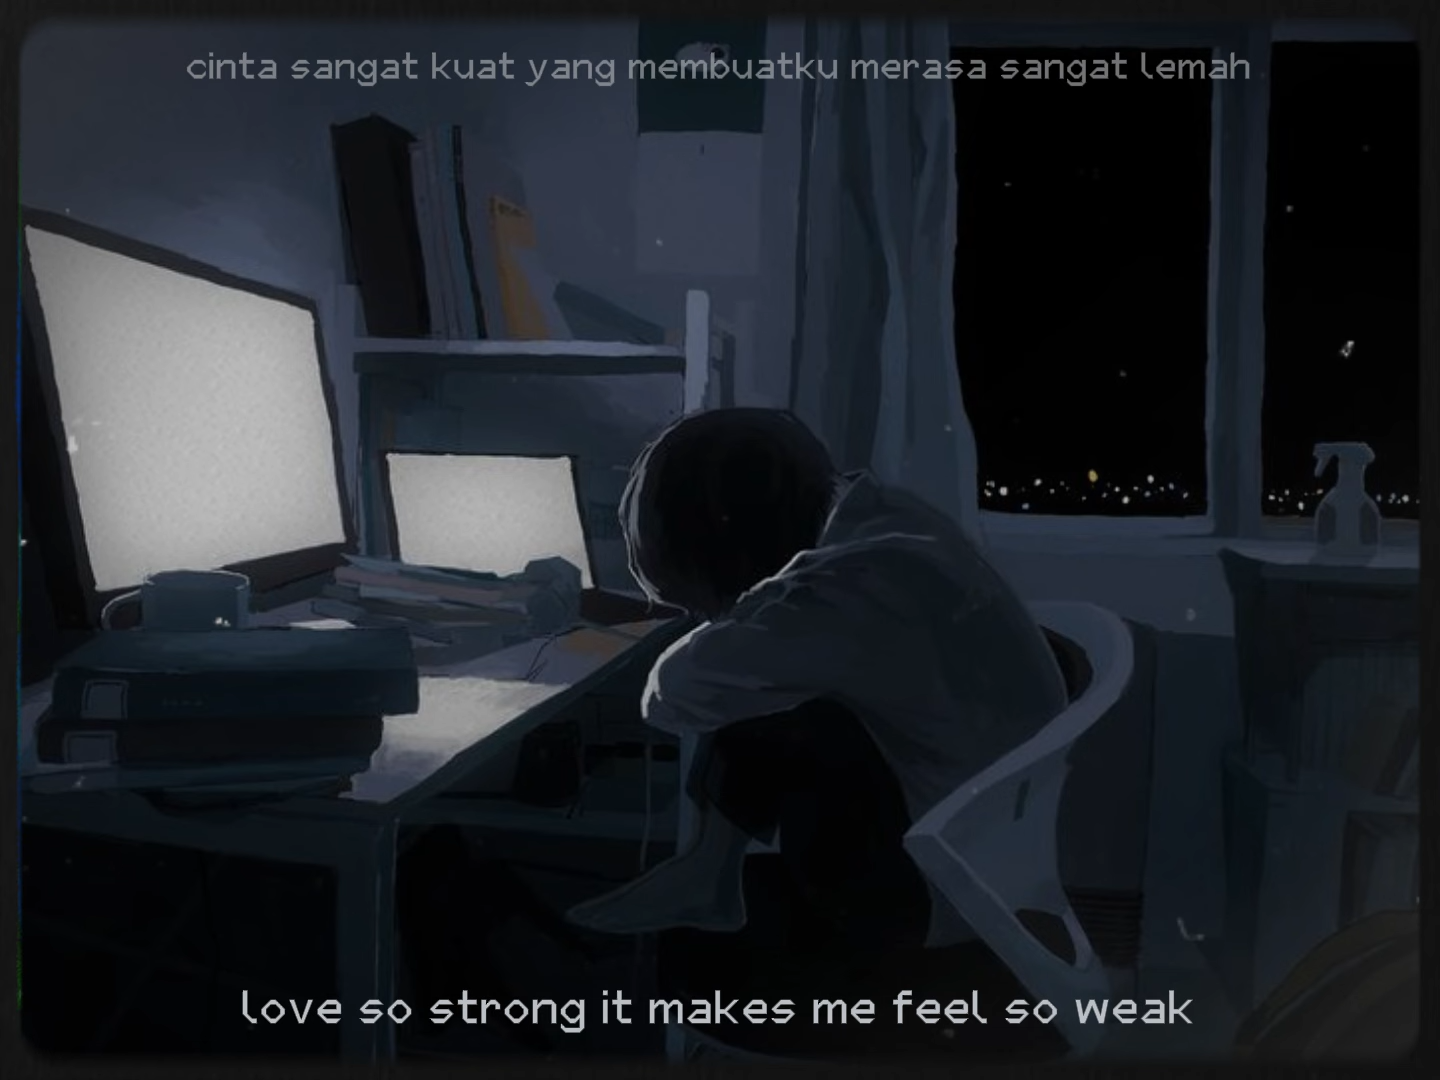 cinta sangat kuat yang membuatku merasa sangat lemah
love so strong it makes me feel so weak